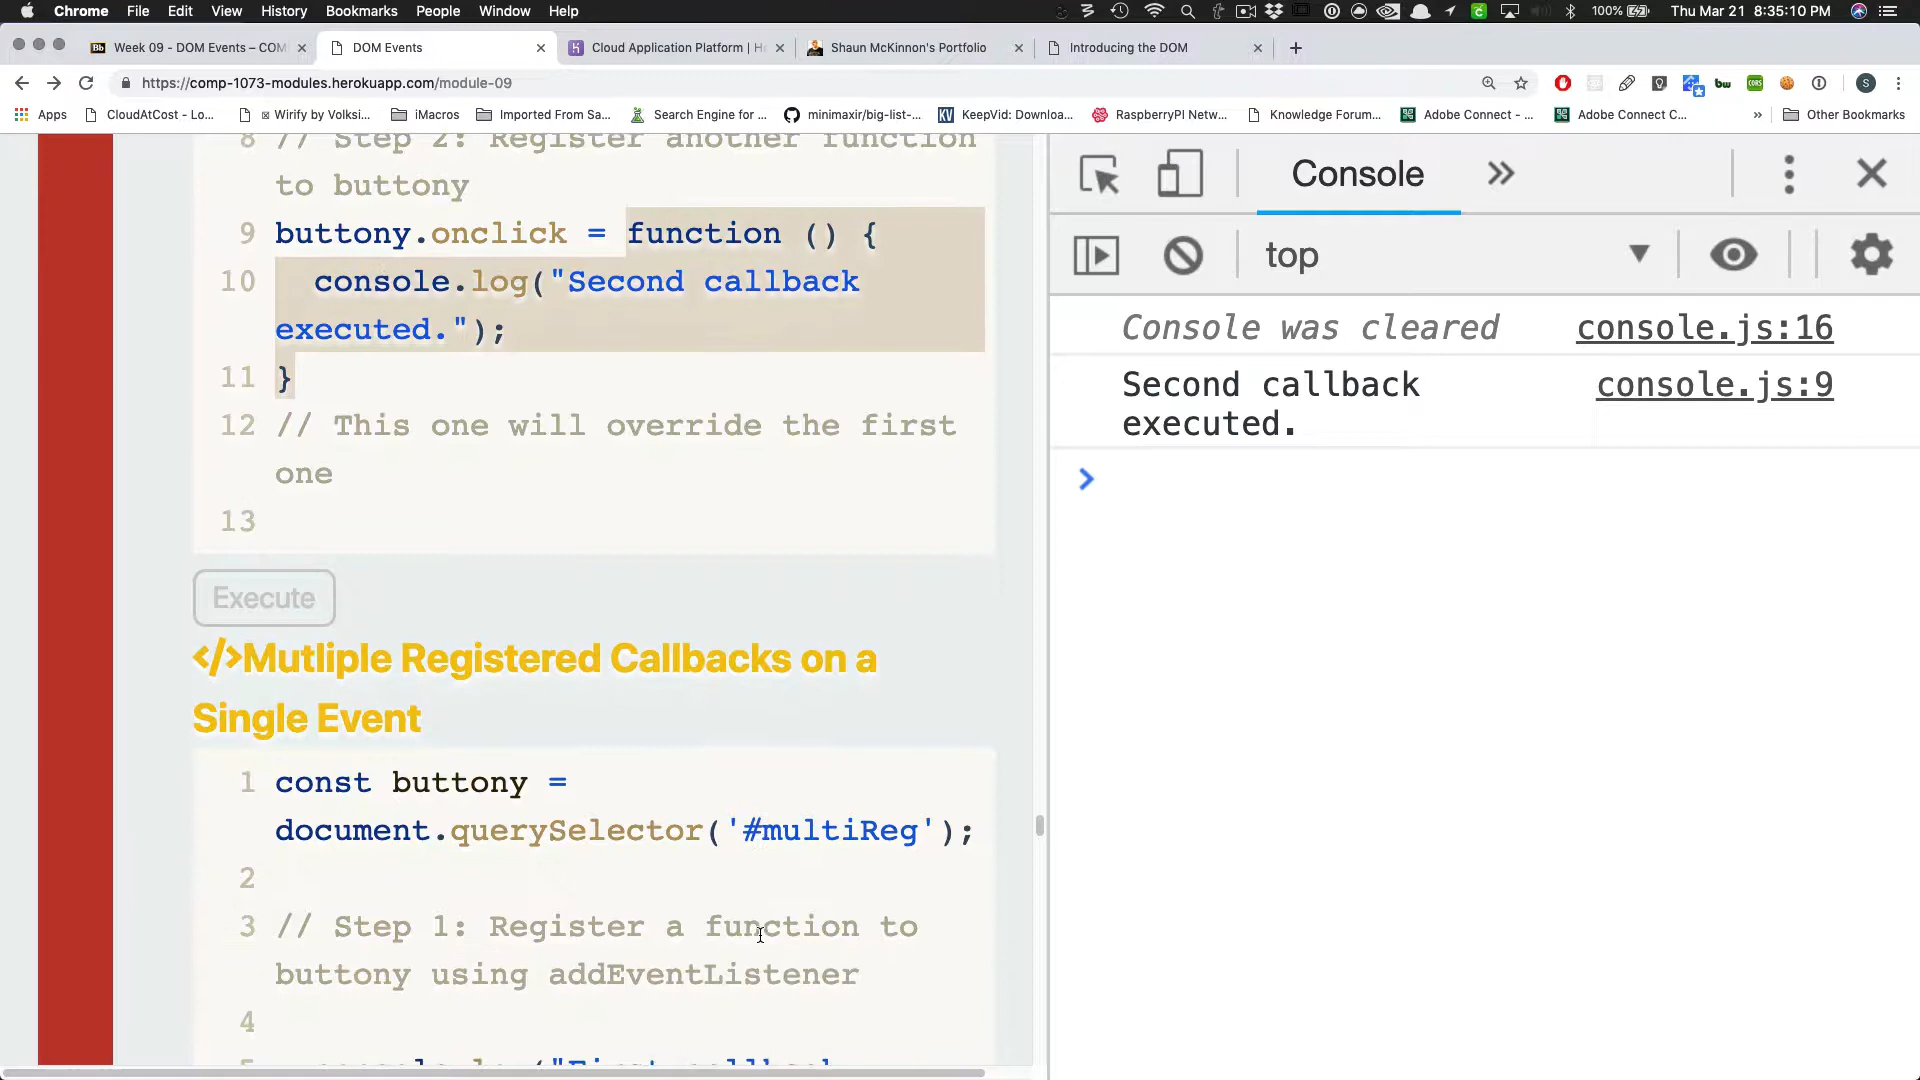 Chrome File Edit View History Bookmarks People Window Help 100% Thu Mar 21 8:35:10 PM
Week 09 - DOM Events – COM DOM Events Cloud Application Platform | H Shaun McKinnon's Portfolio Introducing the DOM
https://comp-1073-modules.herokuapp.com/module-09
Apps CloudAtCost - Lo... Wirify by Volksi... iMacros Imported From Sa... Search Engine for ... minimaxir/big-list-... KeepVid: Downloa... RaspberryPI Netw... Knowledge Forum... Adobe Connect - ... Adobe Connect C... » Other Bookmarks
8 // Step 2: Register another function
to buttony
9 buttony.onclick = function () {
10 console.log("Second callback
executed.");
11 }
12 // This one will override the first
one
13
Execute
</>Mutliple Registered Callbacks on a
Single Event
1 const buttony =
document.querySelector('#multiReg');
2
3 // Step 1: Register a function to
buttony using addEventListener
4
Console »
top
Console was cleared console.js:16
Second callback console.js:9
executed.